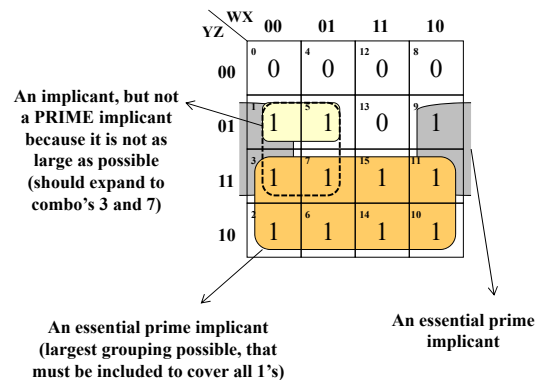 WX
YZ
00 01 11 10
00
0 4 12 8
0 0 0 0
An implicant, but not
a PRIME implicant
because it is not as
large as possible
(should expand to
combo's 3 and 7)
01
1 5 13 9
1 1 0 1
11
3 7 15 11
1 1 1 1
10
2 6 14 10
1 1 1 1
An essential prime implicant
(largest grouping possible, that
must be included to cover all 1's)
An essential prime
implicant